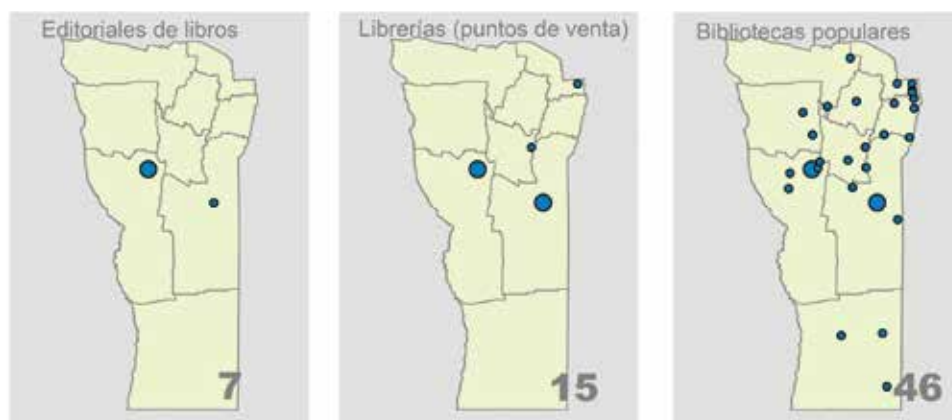 Editoriales de libros
7
Librerías (puntos de venta)
15
Bibliotecas populares
46